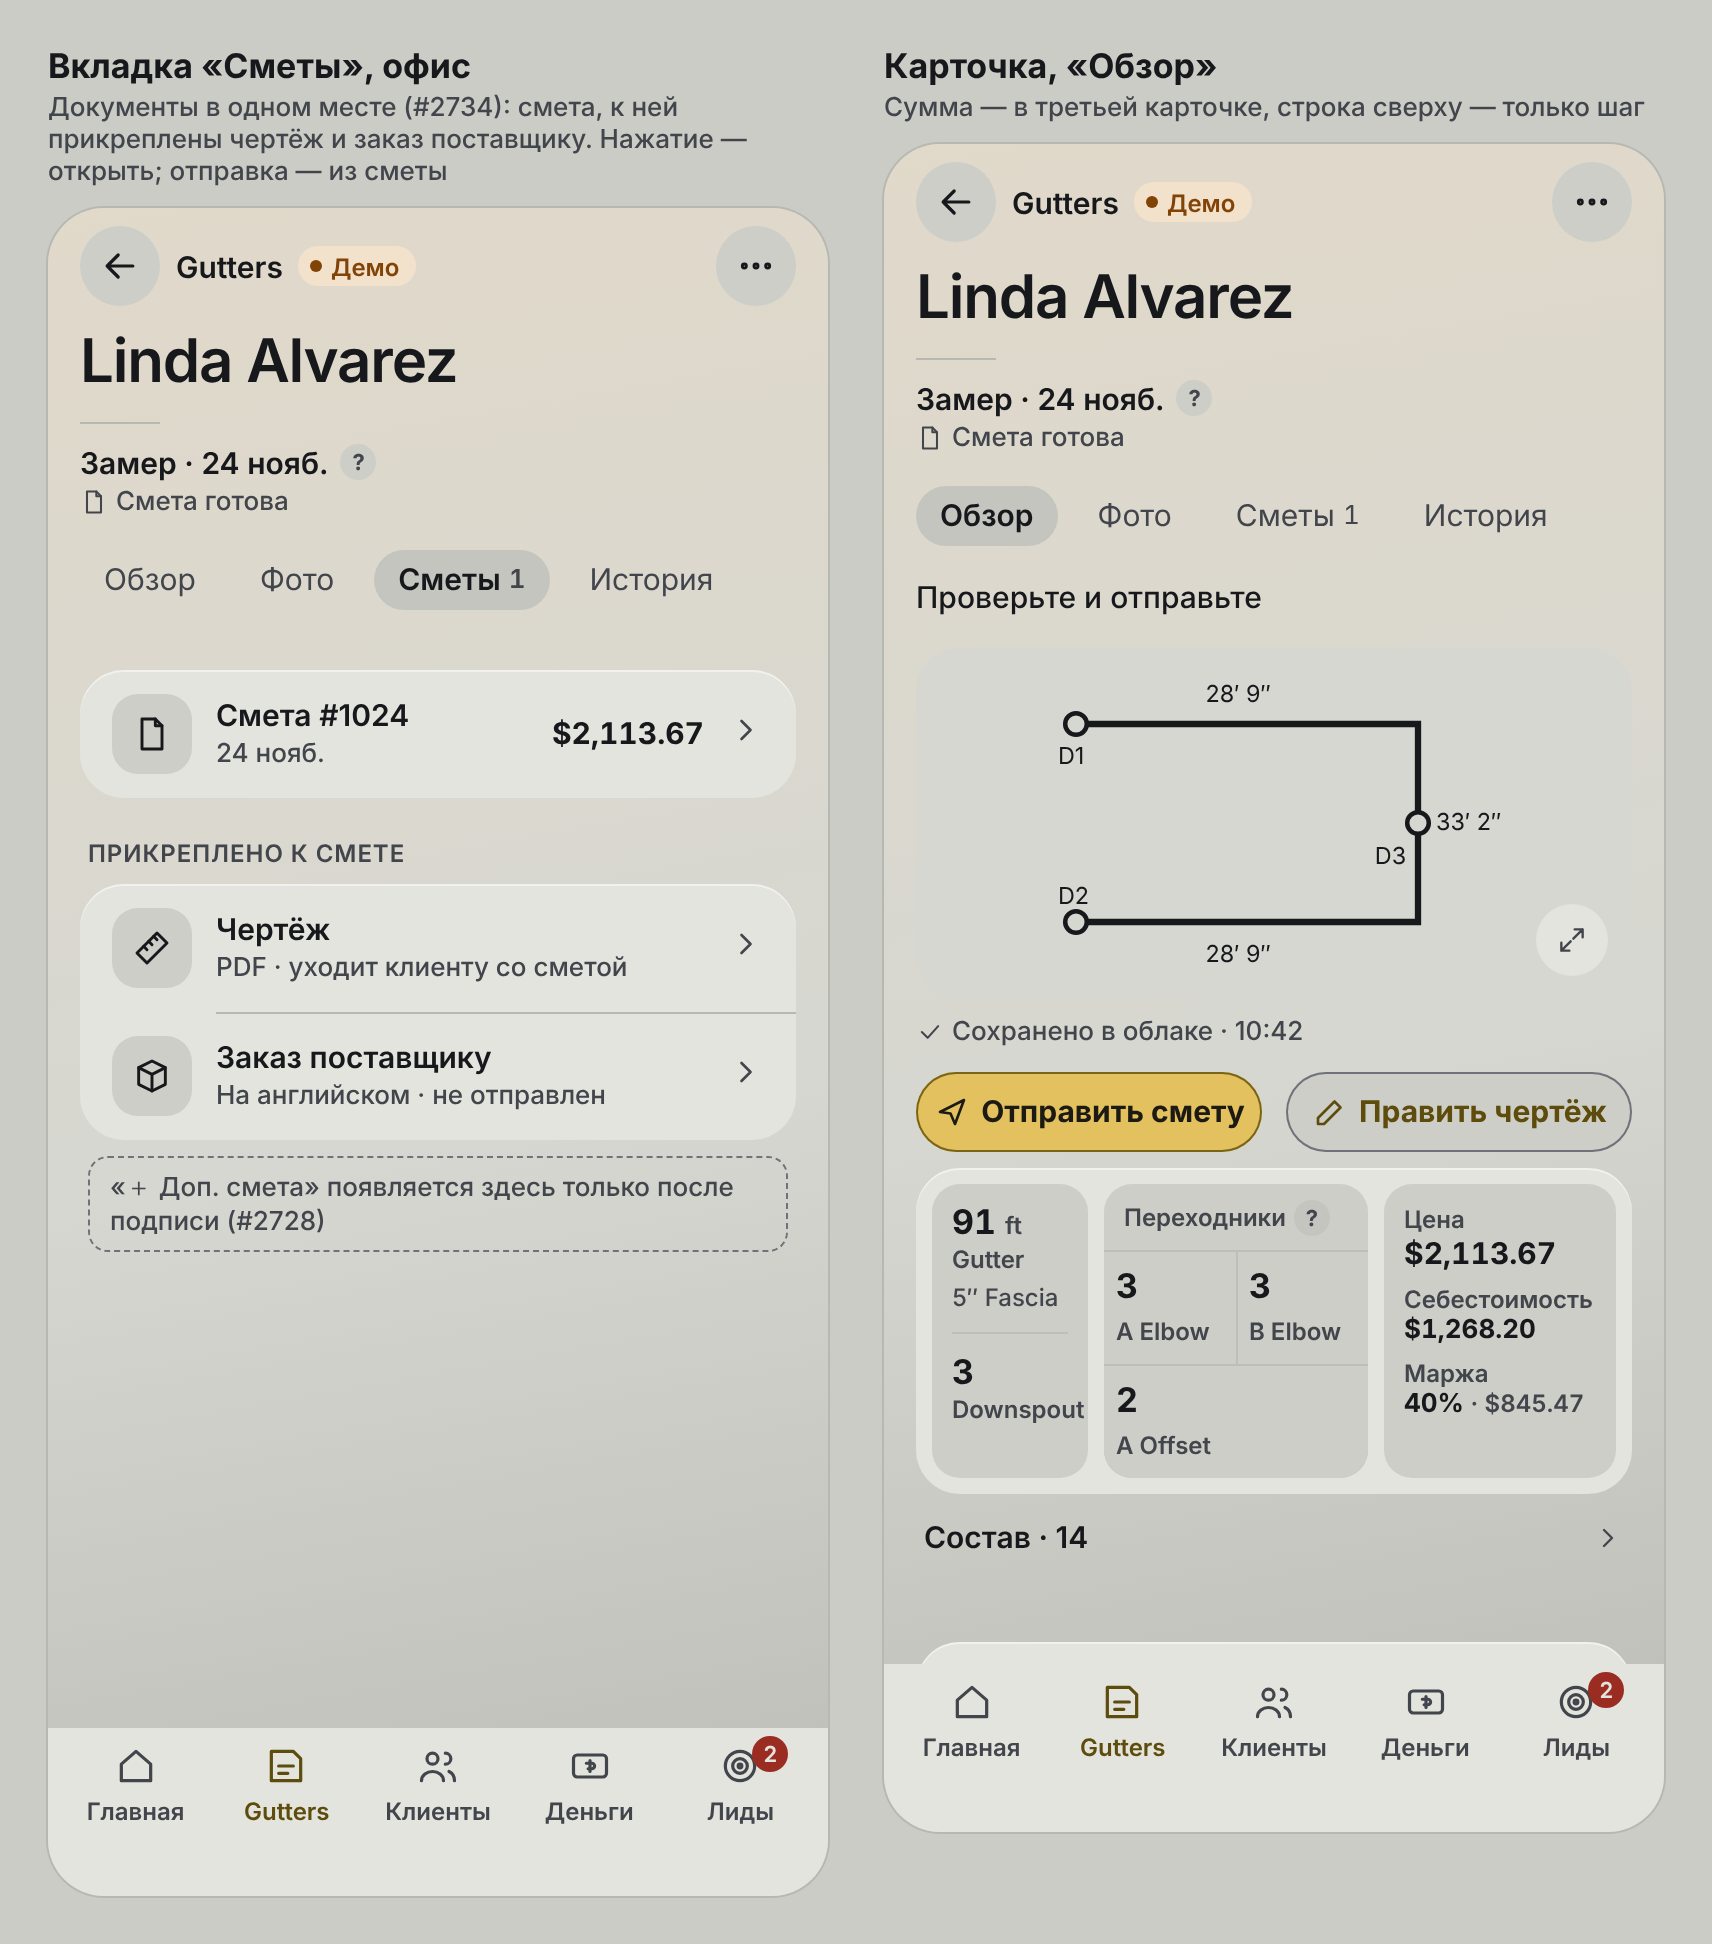 Вкладка «Сметы», офис
Документы в одном месте (#2734): смета, к ней
прикреплены чертёж и заказ поставщику. Нажатие —
открыть; отправка — из сметы
Gutters
Демо
Linda Alvarez
Замер · 24 нояб. ?
Смета готова
Обзор Фото Сметы 1 История
Смета #1024
24 нояб.
$2,113.67
ПРИКРЕПЛЕНО К СМЕТЕ
Чертёж
PDF · уходит клиенту со сметой
Заказ поставщику
На английском · не отправлен
«+ Доп. смета» появляется здесь только после
подписи (#2728)
2
Главная Gutters Клиенты Деньги Лиды
Карточка, «Обзор»
Сумма — в третьей карточке, строка сверху — только шаг
Gutters
Демо
Linda Alvarez
Замер · 24 нояб. ?
Смета готова
Обзор Фото Сметы 1 История
Проверьте и отправьте
28′ 9″
D1
33′ 2″
D3
D2
28′ 9″
Сохранено в облаке · 10:42
Отправить смету
Править чертёж
91 ft
Gutter
5″ Fascia
3
Downspout
Переходники ?
3
A Elbow
3
B Elbow
2
A Offset
Цена
$2,113.67
Себестоимость
$1,268.20
Маржа
40% · $845.47
Состав · 14
2
Главная Gutters Клиенты Деньги Лиды